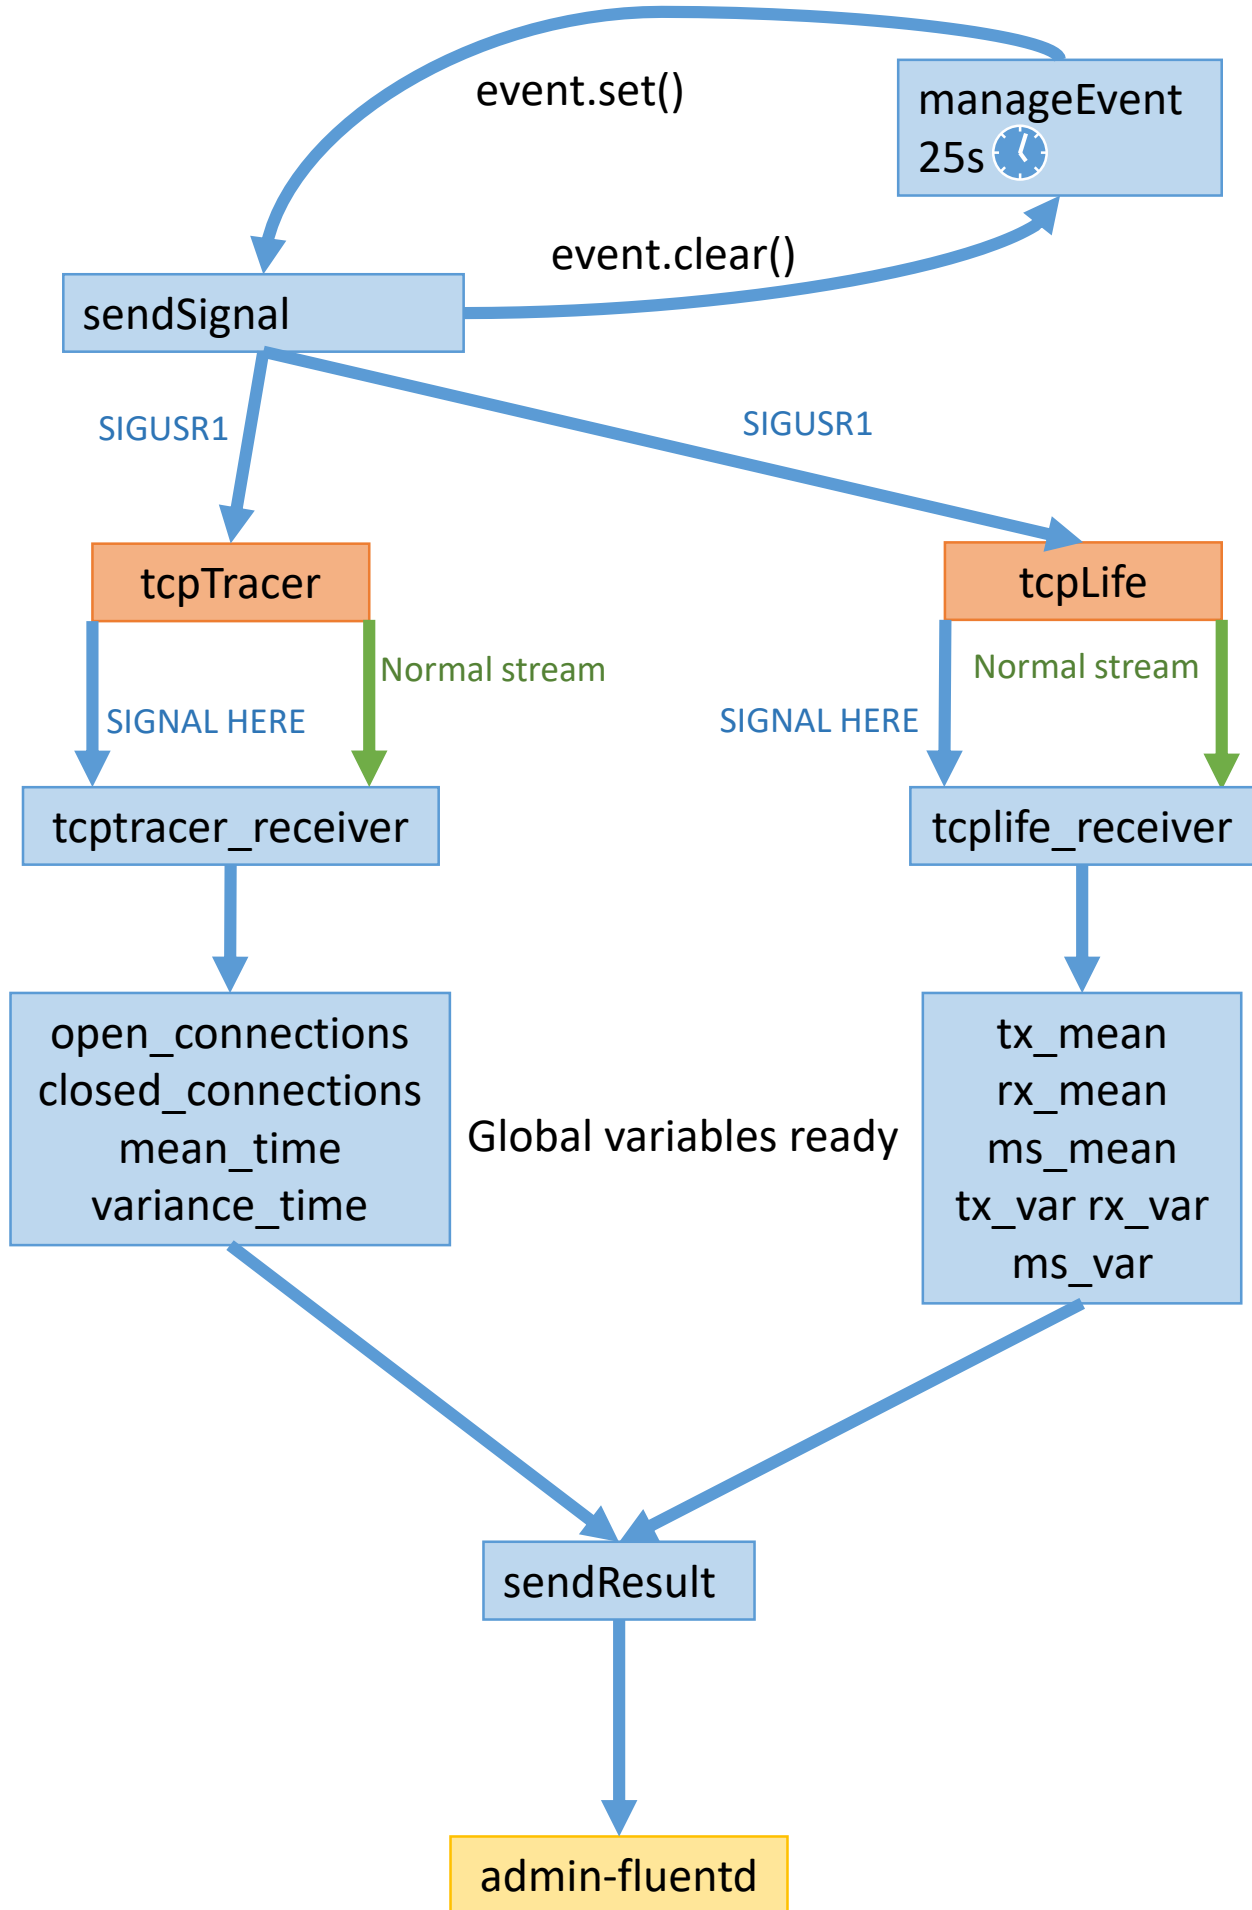 event.set()
manageEvent
25s
event.clear()
sendSignal
SIGUSR1
SIGUSR1
tcpTracer
tcpLife
Normal stream
Normal stream
SIGNAL HERE
SIGNAL HERE
tcptracer_receiver
tcplife_receiver
open_connections
closed_connections
mean_time
variance_time
Global variables ready
tx_mean
rx_mean
ms_mean
tx_var rx_var
ms_var
sendResult
admin-fluentd